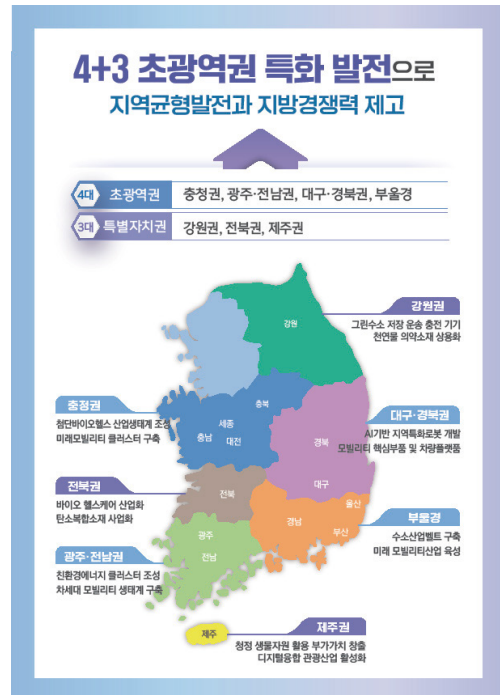 4+3 초광역권 특화 발전으로
지역균형발전과 지방경쟁력 제고
4대 초광역권 충청권, 광주·전남권, 대구·경북권, 부울경
3대 특별자치권 강원권, 전북권, 제주권
강원
강원권
그린수소 저장 운송 충전 기기
천연물 의약소재 상용화
충북
세종
충남 대전
충청권
첨단바이오헬스 산업생태계 조성
미래모빌리티 클러스터 구축
경북
대구
대구·경북권
AI기반 지역특화로봇 개발
모빌리티 핵심부품 및 차량플랫폼
전북권
바이오 헬스케어 산업화
탄소복합소재 사업화
전북
울산
경남
부산
부울경
수소산업벨트 구축
미래 모빌리티산업 육성
광주
전남
광주·전남권
친환경에너지 클러스터 조성
차세대 모빌리티 생태계 구축
제주
제주권
청정 생물자원 활용 부가가치 창출
디지털융합 관광산업 활성화